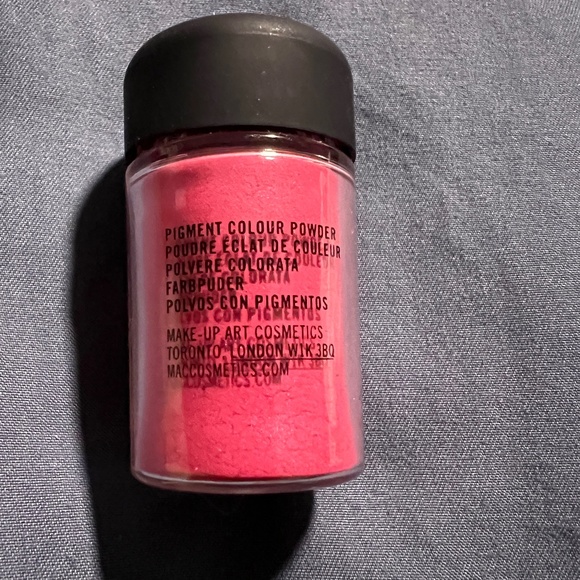 PIGMENT COLOUR POWDER
POUDRE ÉCLAT DE COULEUR
POLVERE COLORATA
FARBPUDER
POLVOS CON PIGMENTOS
MAKE-UP ART COSMETICS
TORONTO, LONDON W1K 3BQ
MACCOSMETICS.COM